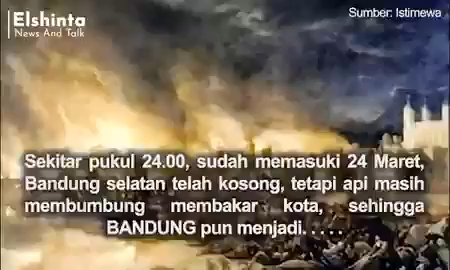 Elshinta
News And Talk
Sumber: Istimewa
Sekitar pukul 24.00, sudah memasuki 24 Maret,
Bandung selatan telah kosong, tetapi api masih
membumbung membakar kota, sehingga
BANDUNG pun menjadi. . . . .